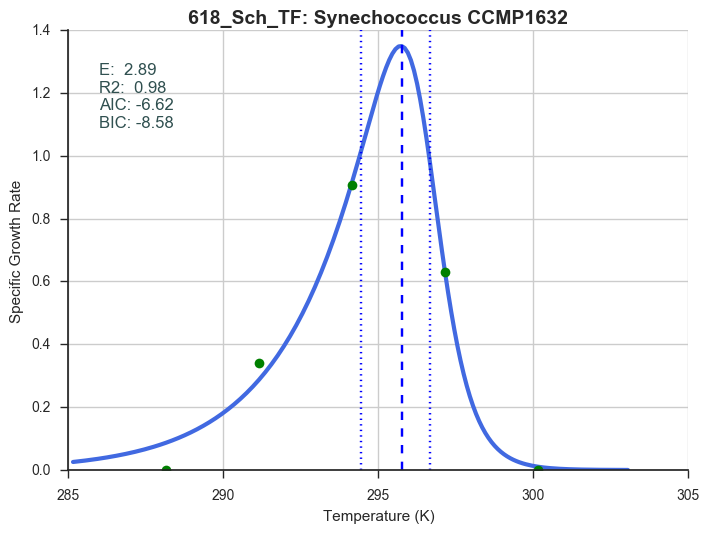 618_Sch_TF: Synechococcus CCMP1632
E: 2.89
R2: 0.98
AIC: -6.62
BIC: -8.58
Specific Growth Rate
1.4
1.2
1.0
0.8
0.6
0.4
0.2
0.0
285 290 295 300 305
Temperature (K)